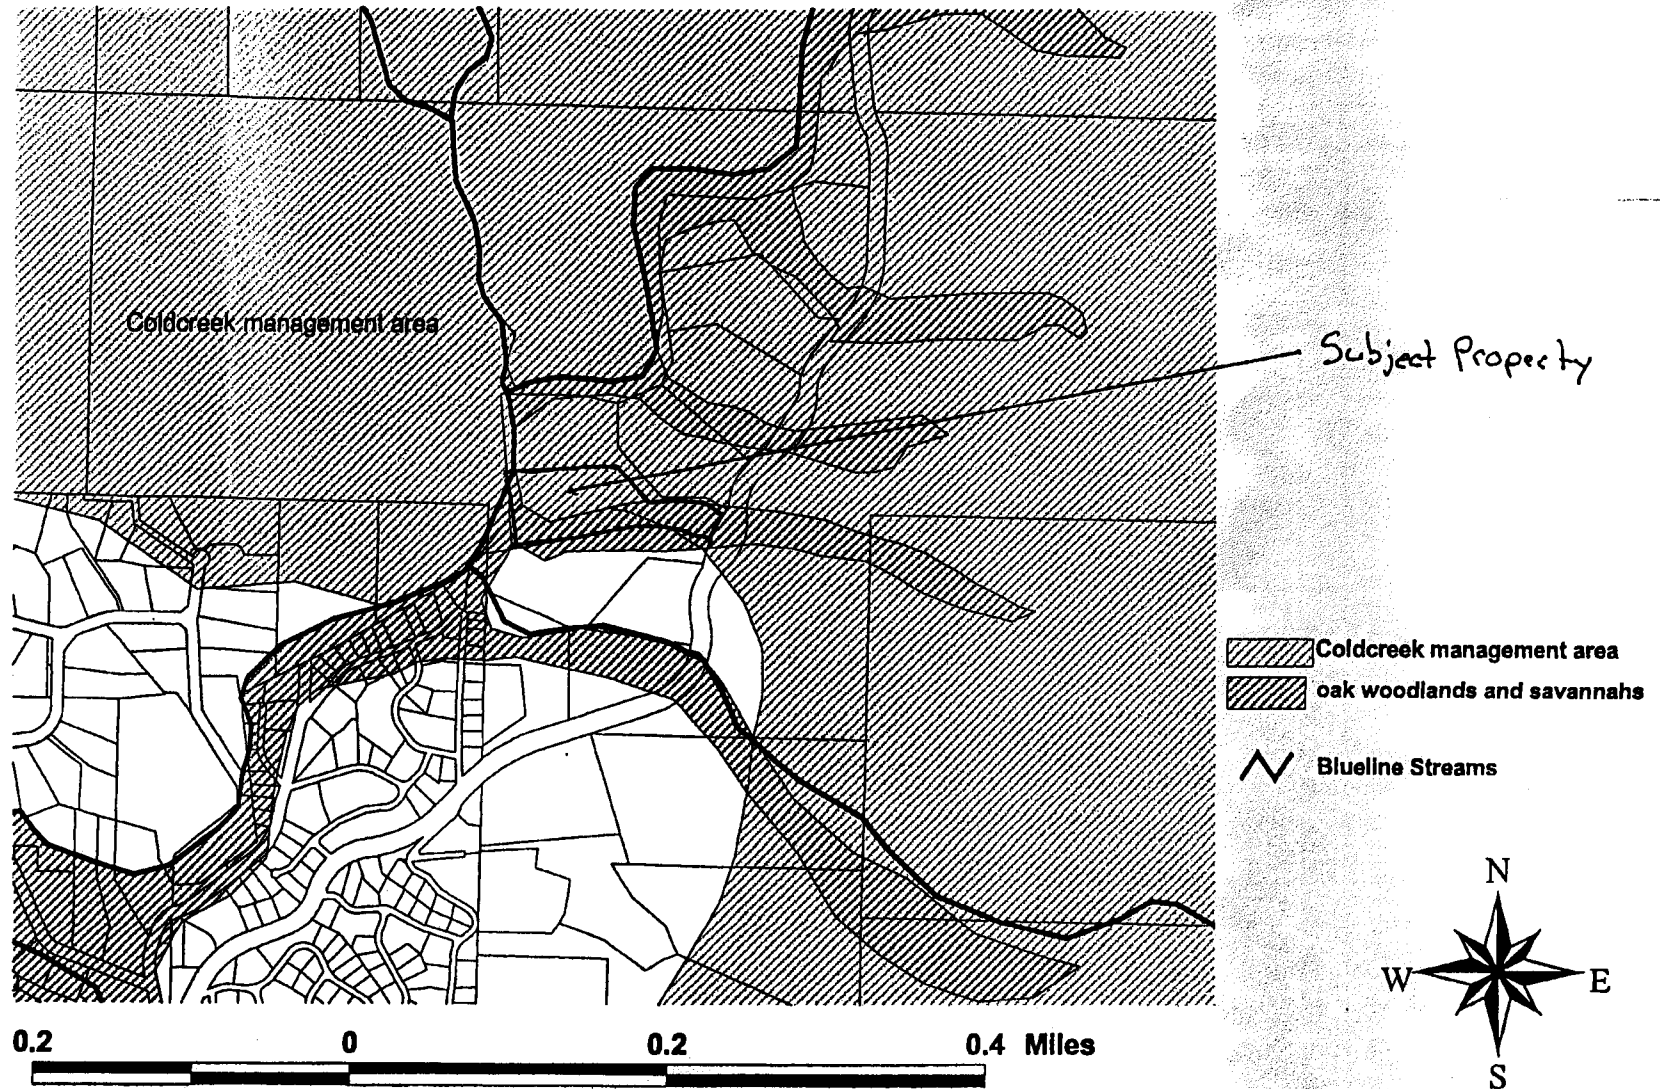 Coldcreek management area
Subject Property
Coldcreek management area
oak woodlands and savannahs
Blueline Streams
N
W E
S
0.2 0 0.2 0.4 Miles